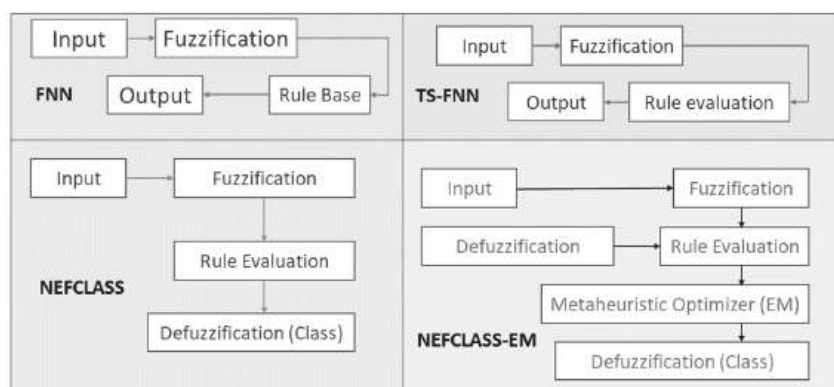 Input
Fuzzification
FNN
Output
Rule Base
Input
Fuzzification
TS-FNN
Output
Rule evaluation
Input
Fuzzification
Rule Evaluation
NEFCLASS
Defuzzification (Class)
Input
Fuzzification
Defuzzification
Rule Evaluation
Metaheuristic Optimizer (EM)
NEFCLASS-EM
Defuzzification (Class)